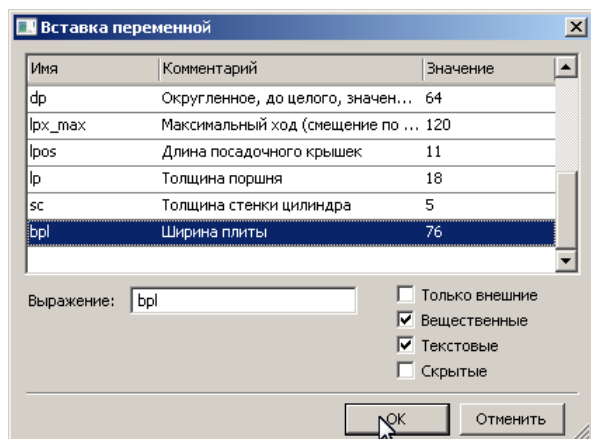 Вставка переменной
Имя Комментарий Значение
dp Округленное, до целого, значен... 64
lpx_max Максимальный ход (смещение по ... 120
lpos Длина посадочного крышек 11
lp Толщина поршня 18
sc Толщина стенки цилиндра 5
bpl Ширина плиты 76
Выражение: bpl
Только внешние
Вещественные
Текстовые
Скрытые
OK Отменить